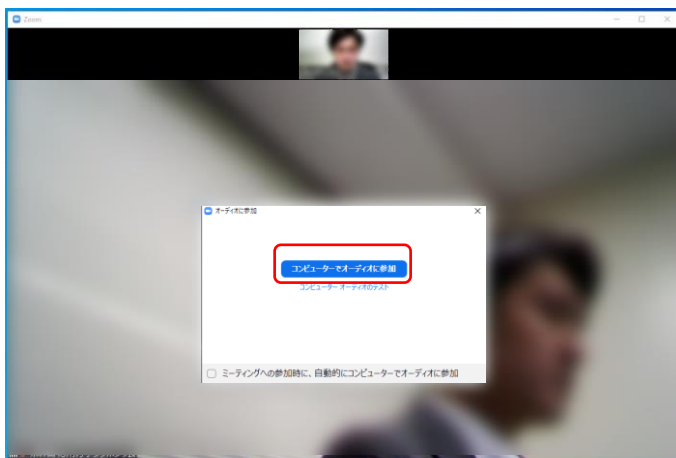 Zoom
オーディオに参加
コンピューターでオーディオに参加
コンピューター オーディオのテスト
ミーティングへの参加時に、自動的にコンピューターでオーディオに参加